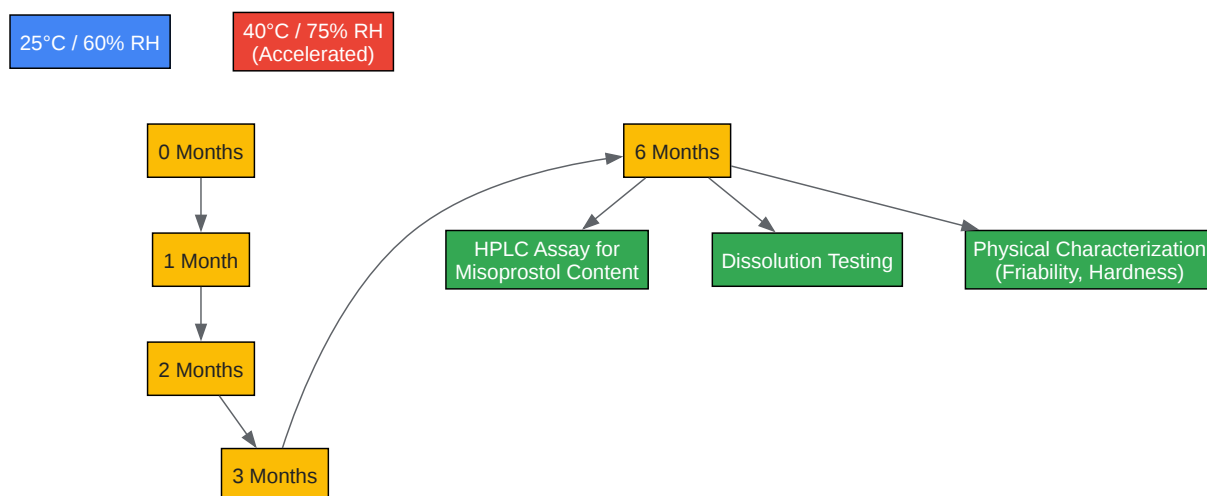 25°C / 60% RH
40°C / 75% RH
(Accelerated)
0 Months
6 Months
1 Month
HPLC Assay for
Misoprostol Content
Dissolution Testing
Physical Characterization
(Friability, Hardness)
2 Months
3 Months